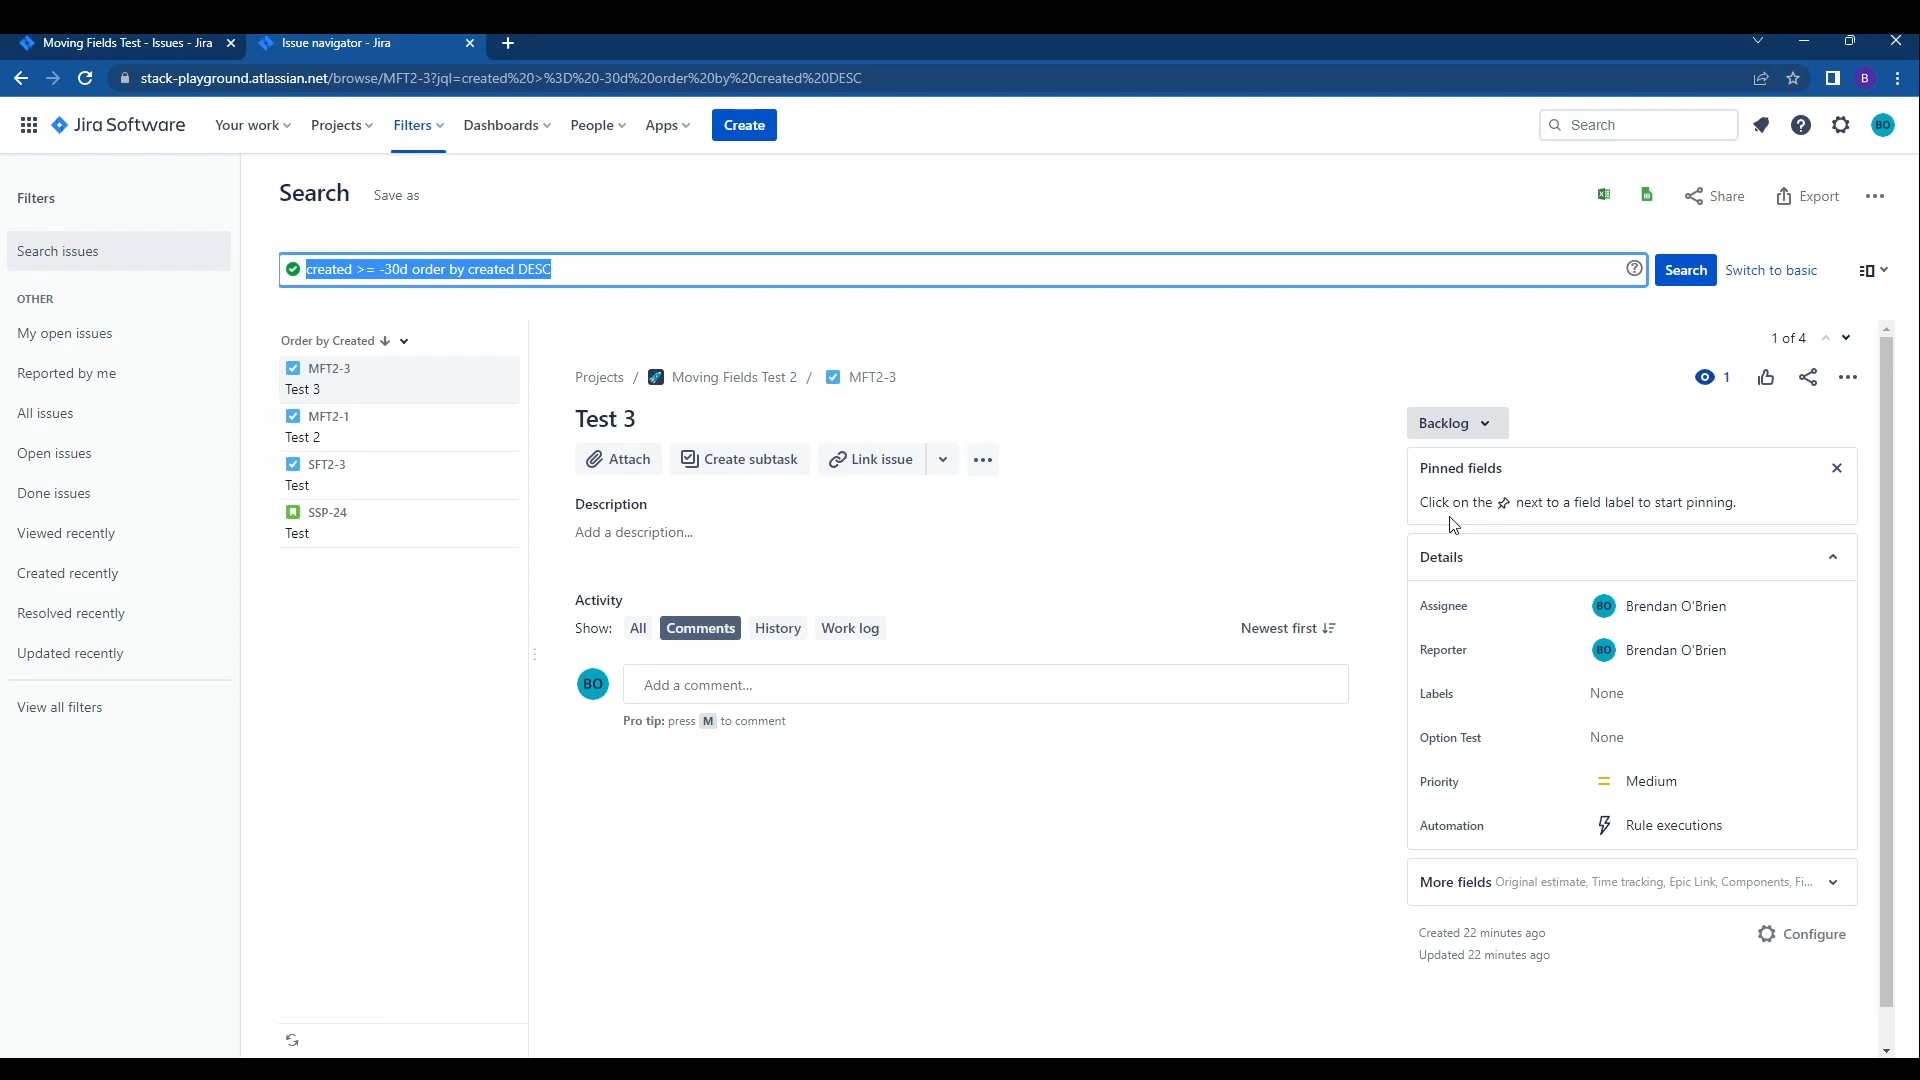 Moving Fields Test - Issues - Jira
Issue navigator - Jira
stack-playground.atlassian.net/browse/MFT2-3?jql=created%20>%3D%20-30d%20order%20by%20created%20DESC
B
Jira Software
Your work
Projects
Filters
Dashboards
People
Apps
Create
Search
BO
Filters
Search issues
OTHER
My open issues
Reported by me
All issues
Open issues
Done issues
Viewed recently
Created recently
Resolved recently
Updated recently
View all filters
Search
Save as
Share
Export
created >= -30d order by created DESC
Search
Switch to basic
Order by Created
MFT2-3
Test 3
MFT2-1
Test 2
SFT2-3
Test
SSP-24
Test
1 of 4
Projects / Moving Fields Test 2 / MFT2-3
1
Test 3
Attach
Create subtask
Link issue
Description
Add a description...
Activity
Show: All Comments History Work log
Newest first
BO
Add a comment...
Pro tip: press M to comment
Backlog
Pinned fields
Click on the next to a field label to start pinning.
Details
Assignee
BO Brendan O'Brien
Reporter
BO Brendan O'Brien
Labels
None
Option Test
None
Priority
Medium
Automation
Rule executions
More fields Original estimate, Time tracking, Epic Link, Components, Fi...
Created 22 minutes ago
Updated 22 minutes ago
Configure